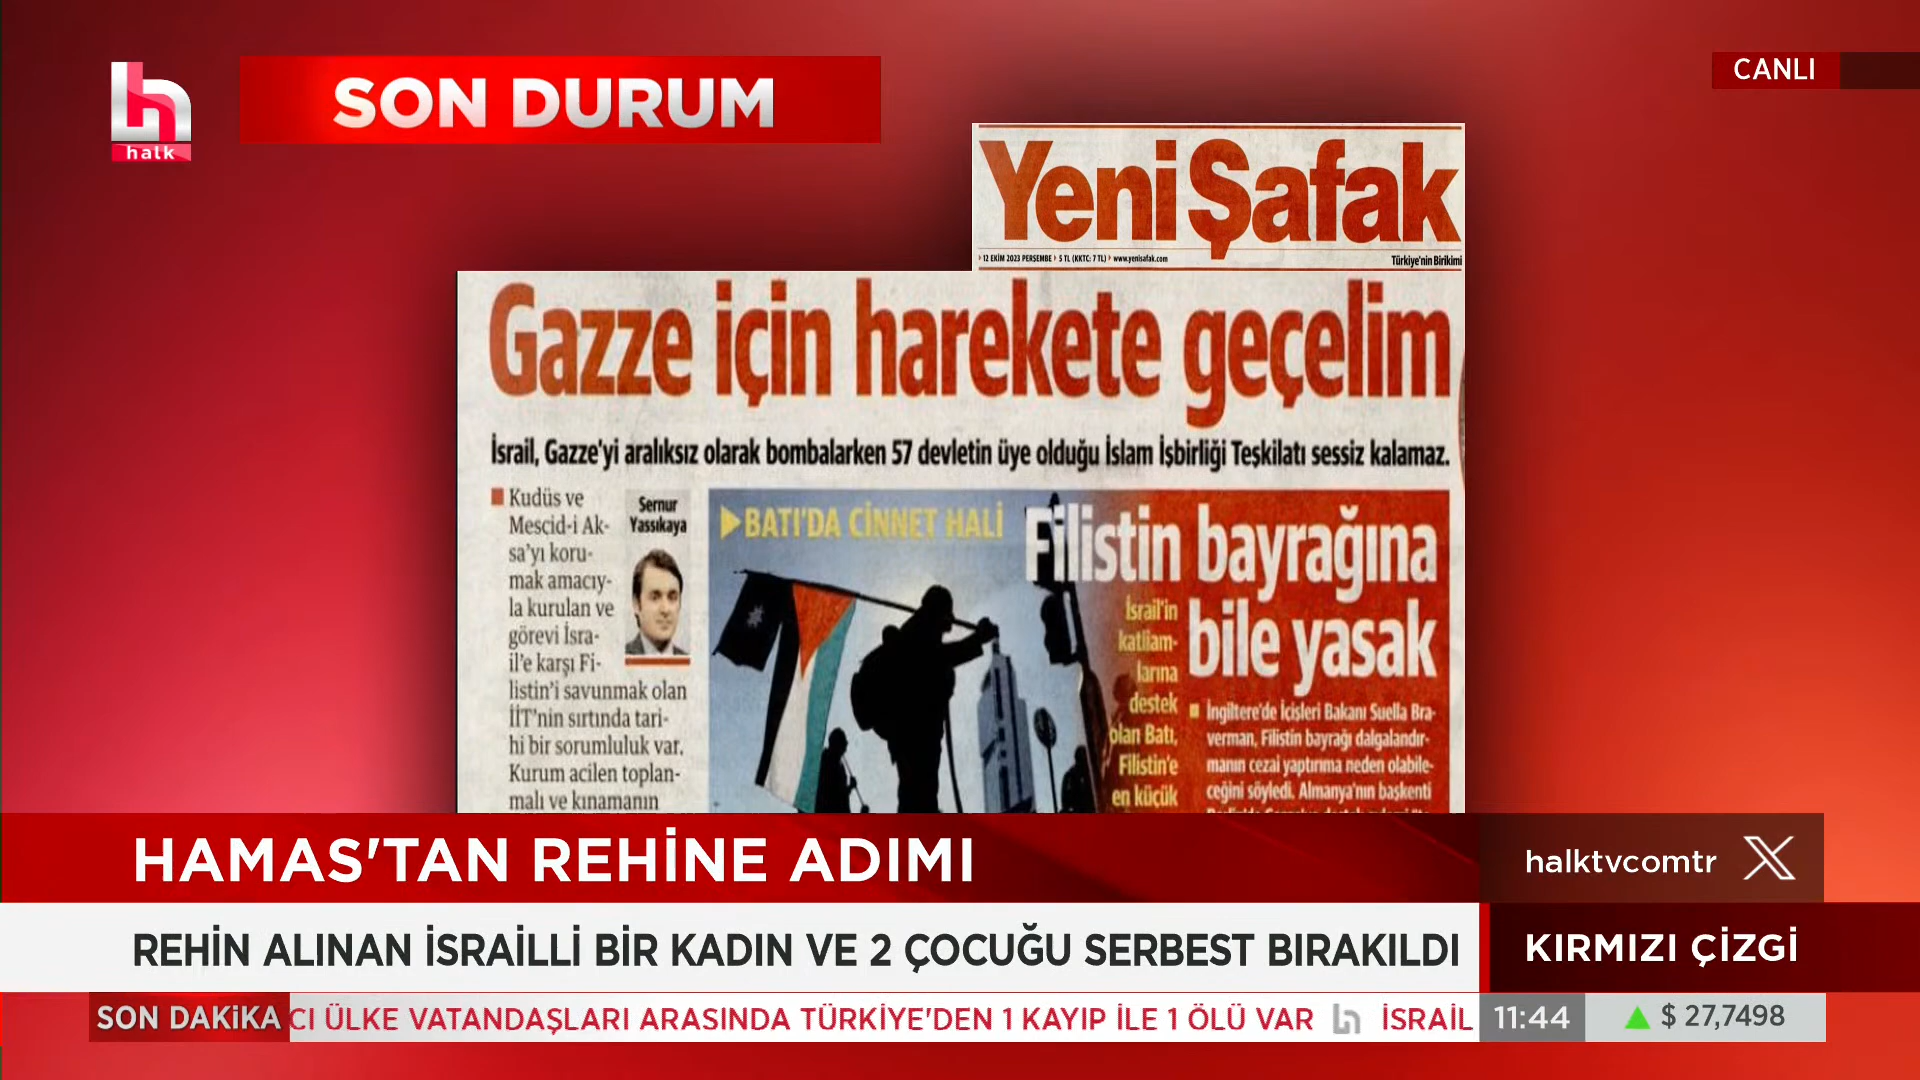 halk
SON DURUM
CANLI
Yeni Şafak
12 EKİM 2023 PERŞEMBE 5 TL (KKTC: 7 TL) www.yenisafak.com
Türkiye'nin Birikimi
Gazze için harekete geçelim
İsrail, Gazze'yi aralıksız olarak bombalarken 57 devletin üye olduğu İslam İşbirliği Teşkilatı sessiz kalamaz.
Kudüs ve
Mescid-i Ak-
sa'yı koru-
mak amacıy-
la kurulan ve
görevi İsra-
il'e karşı Fi-
listin'i savunmak olan
İİT'nin sırtında tari-
hi bir sorumluluk var.
Kurum acilen toplan-
malı ve kınamanın
Sernur
Yassıkaya
BATI'DA CİNNET HALİ
Filistin bayrağına
bile yasak
İsrail'in
katliam-
larına
destek
olan Batı,
Filistin'e
en küçük
İngiltere'de İçişleri Bakanı Suella Bra-
verman, Filistin bayrağı dalgalandır-
manın cezai yaptırıma neden olabile-
ceğini söyledi. Almanya'nın başkenti
HAMAS'TAN REHİNE ADIMI
halktvcomtr
REHİN ALINAN İSRAİLLİ BİR KADIN VE 2 ÇOCUĞU SERBEST BIRAKILDI
KIRMIZI ÇİZGİ
SON DAKİKA
CI ÜLKE VATANDAŞLARI ARASINDA TÜRKİYE'DEN 1 KAYIP İLE 1 ÖLÜ VAR
İSRAİL
11:44
$ 27,7498